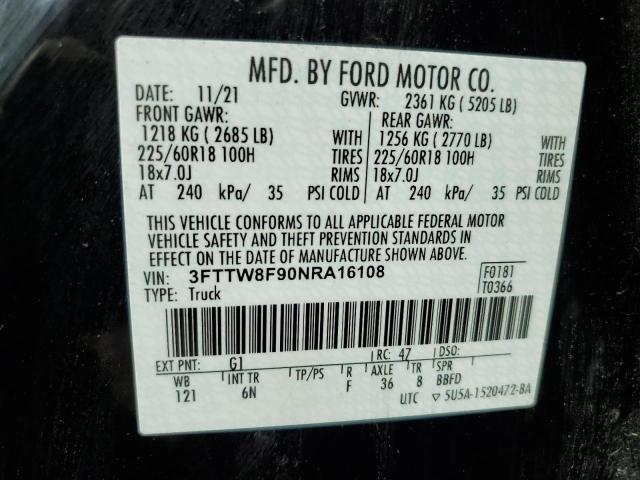 MFD. BY FORD MOTOR CO.
DATE: 11/21 GVWR: 2361 KG ( 5205 LB)
FRONT GAWR: REAR GAWR:
1218 KG ( 2685 LB) WITH 1256 KG ( 2770 LB) WITH
225/60R18 100H TIRES 225/60R18 100H TIRES
18x7.0J RIMS 18x7.0J RIMS
AT 240 kPa/ 35 PSI COLD AT 240 kPa/ 35 PSI COLD
THIS VEHICLE CONFORMS TO ALL APPLICABLE FEDERAL MOTOR
VEHICLE SAFETY AND THEFT PREVENTION STANDARDS IN
EFFECT ON THE DATE OF MANUFACTURE SHOWN ABOVE.
VIN: 3FTTW8F90NRA16108 F0181
TYPE: Truck T0366
EXT PNT: G1 RC: 47 DSO:
WB INT TR TP/PS R AXLE TR SPR
121 6N F 36 8 BBFD
UTC ▽ 5U5A-1520472-BA